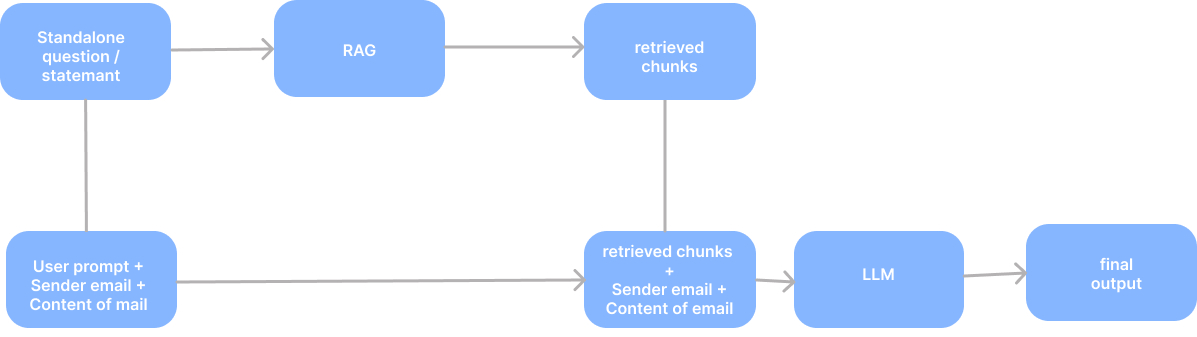 Standalone
question /
statemant
RAG
retrieved
chunks
User prompt +
Sender email +
Content of mail
retrieved chunks
+
Sender email +
Content of email
LLM
final
output